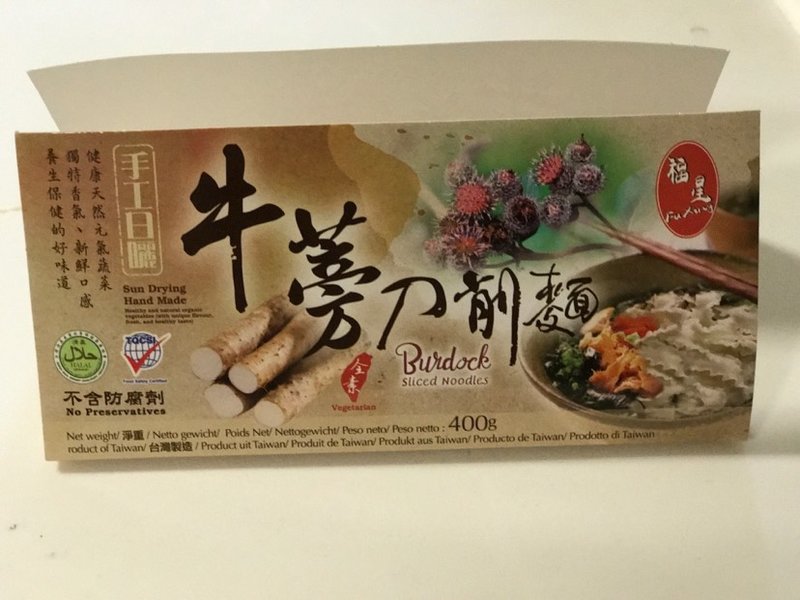 健康天然元氣蔬菜
獨特香氣、新鮮口感
養生保健的好味道
手工日曬
Sun Drying
Hand Made
Healthy and natural organic
vegetables (with unique flavour,
fresh, and healthy taste)
牛蒡刀削麵
Burdock
Sliced Noodles
福星
Fu Hsing
حلال
HALAL
TQCSI
Food Safety Certified
全素
Vegetarian
不含防腐劑
No Preservatives
Net weight/ 淨重 / Netto gewicht/ Poids Net/ Nettogewicht/ Peso neto/ Peso netto : 400g
roduct of Taiwan/ 台灣製造 / Product uit Taiwan/ Produit de Taiwan/ Produkt aus Taiwan/ Producto de Taiwan/ Prodotto di Taiwan